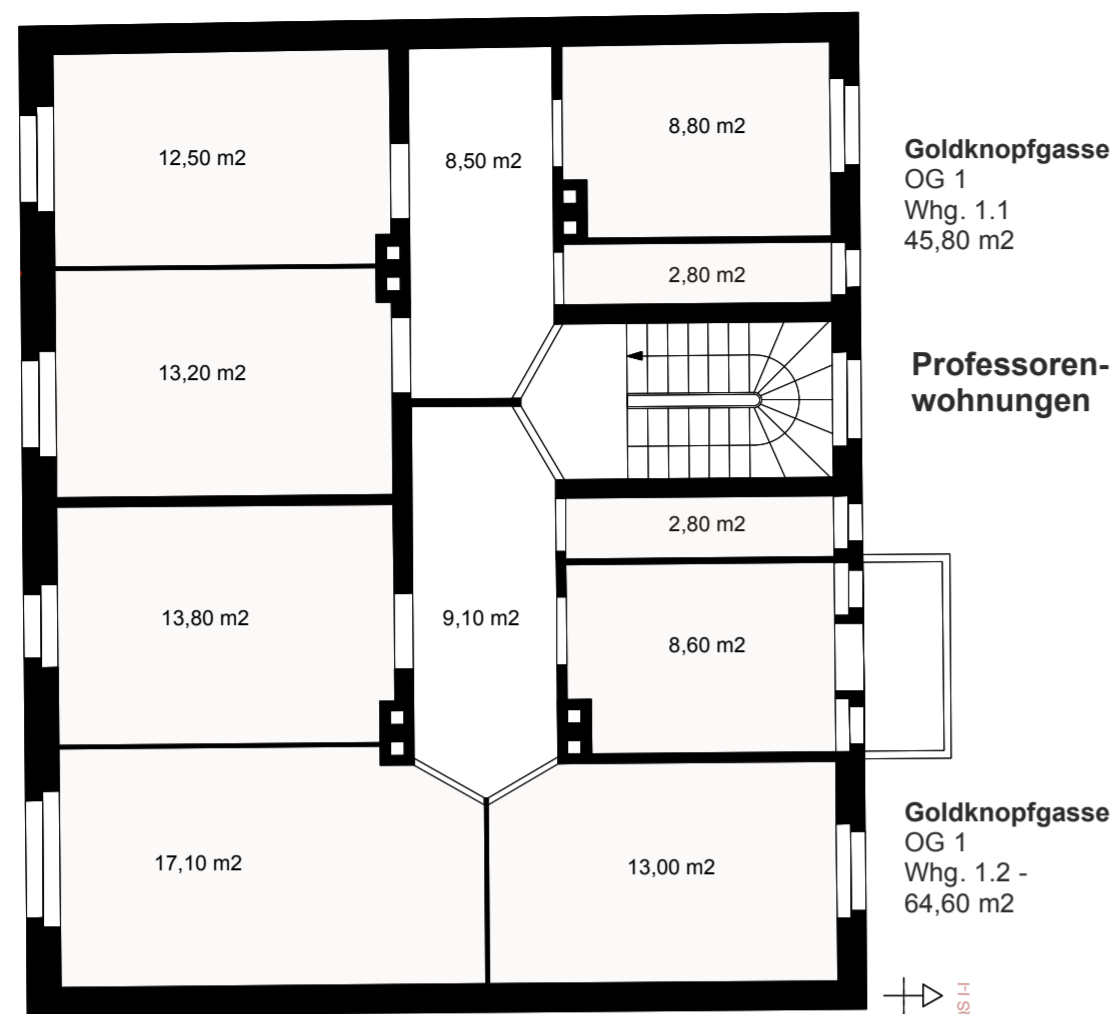 12,50 m2
8,50 m2
8,80 m2
2,80 m2
13,20 m2
2,80 m2
13,80 m2
9,10 m2
8,60 m2
17,10 m2
13,00 m2
Goldknopfgasse
OG 1
Whg. 1.1
45,80 m2
Professoren-
wohnungen
Goldknopfgasse
OG 1
Whg. 1.2 -
64,60 m2